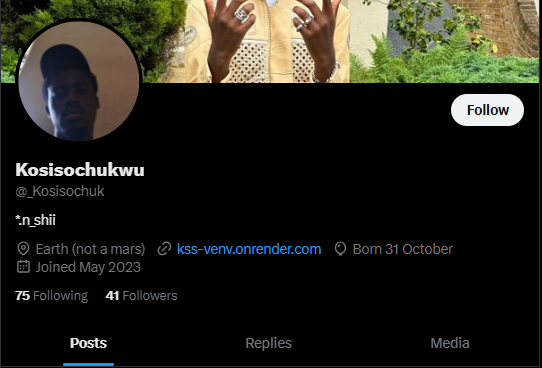 Follow
Kosisochukwu
@_Kosisochuk
*.n_shii
Earth (not a mars) kss-venv.onrender.com Born 31 October
Joined May 2023
75 Following 41 Followers
Posts Replies Media